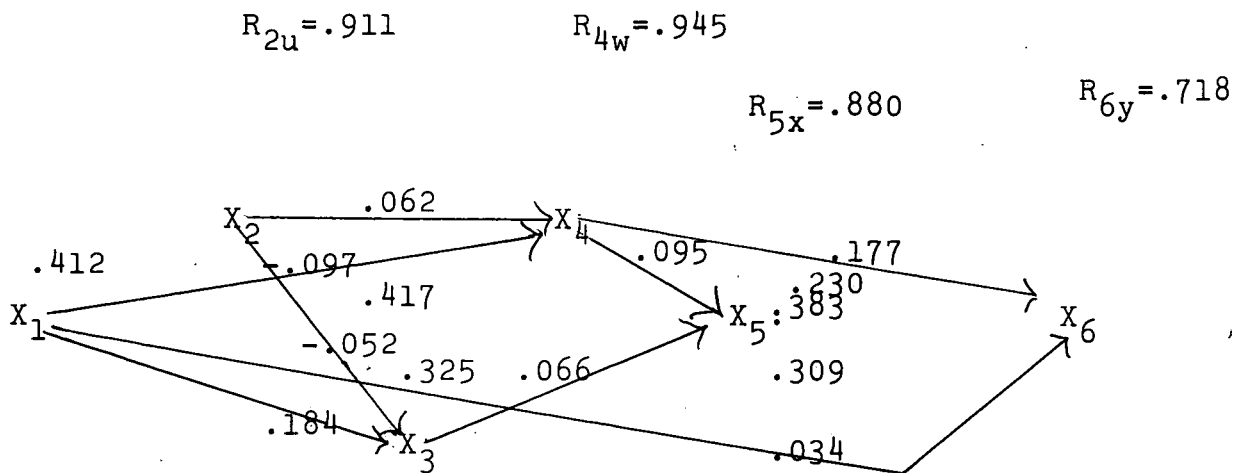 R2u=.911 R4w=.945
R5x=.880 R6y=.718
X2 .062 X4
.412 -.097 .095 .177
.417 .230
X1 X5 .383 X6
-.052 .325 .066 .309
.184 X3 .034